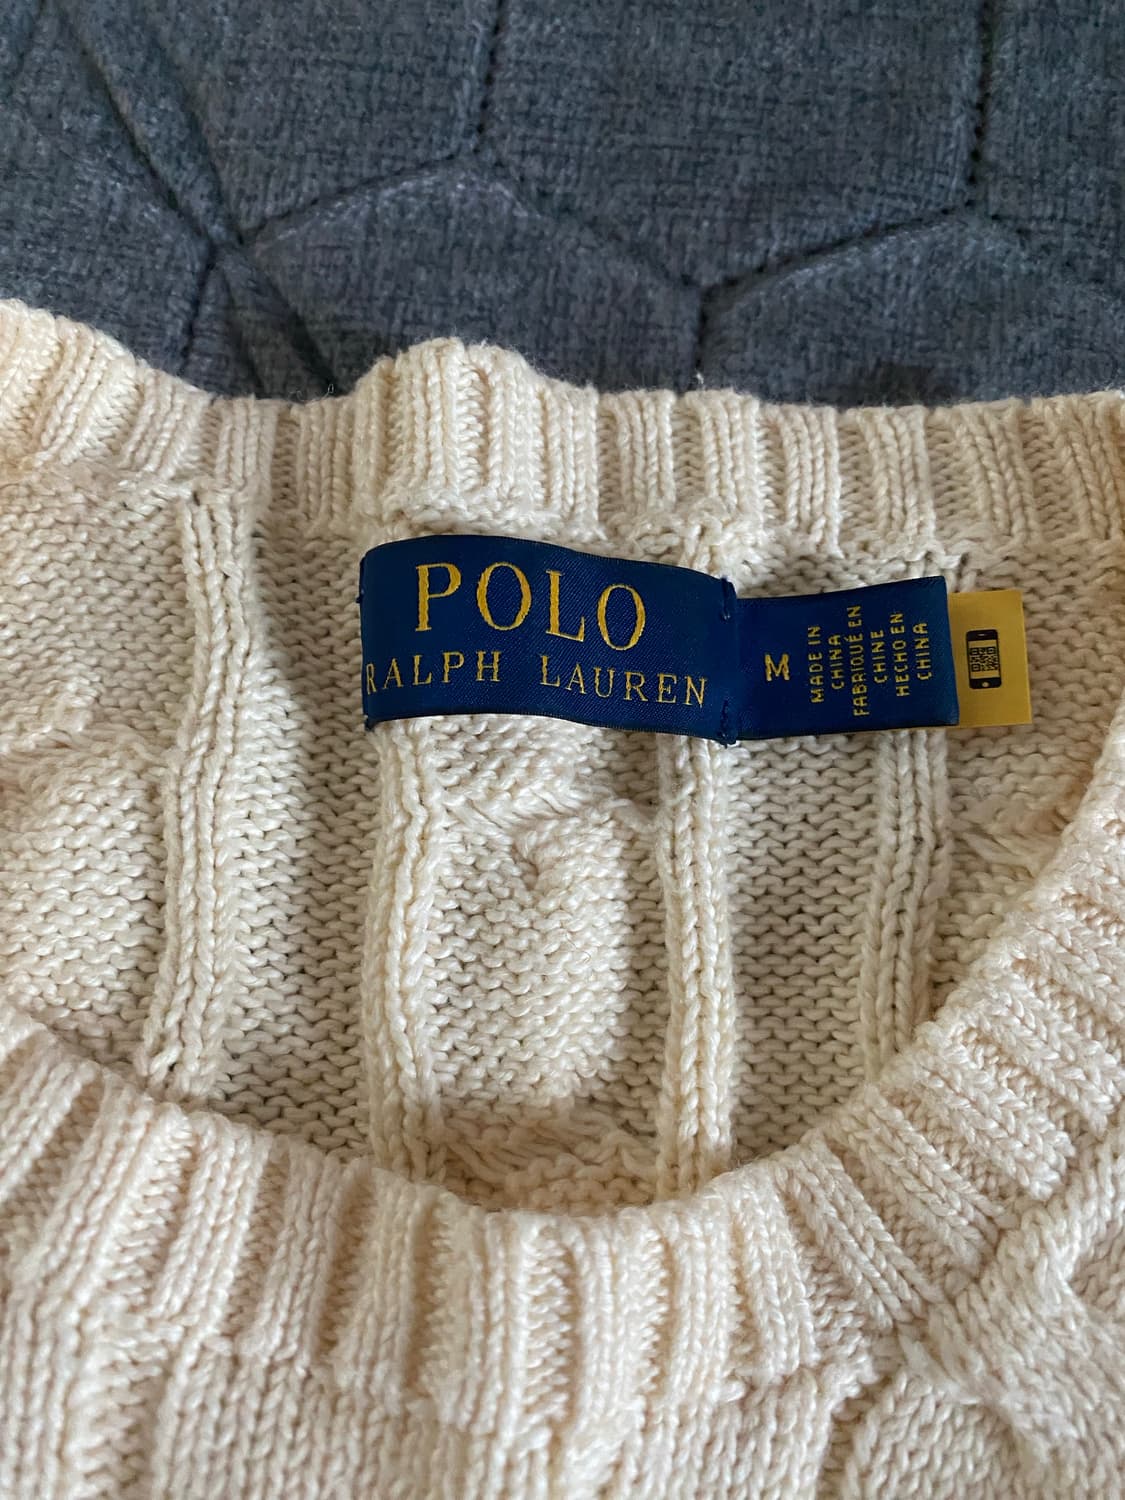 POLO
RALPH LAUREN
M
MADE IN
CHINA
FABRIQUÉ EN
CHINE
HECHO EN
CHINA